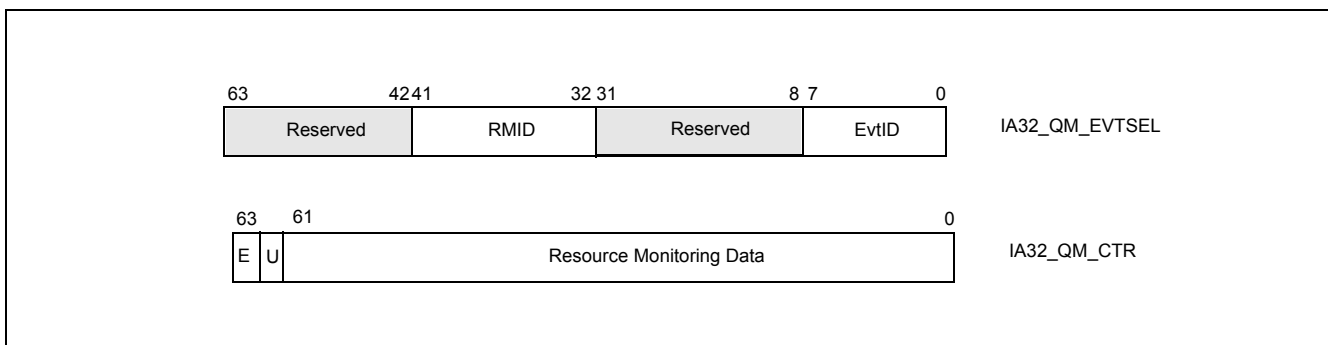 63 4241 32 31 8 7 0
Reserved RMID Reserved EvtID IA32_QM_EVTSEL
63 61 0
E U Resource Monitoring Data IA32_QM_CTR